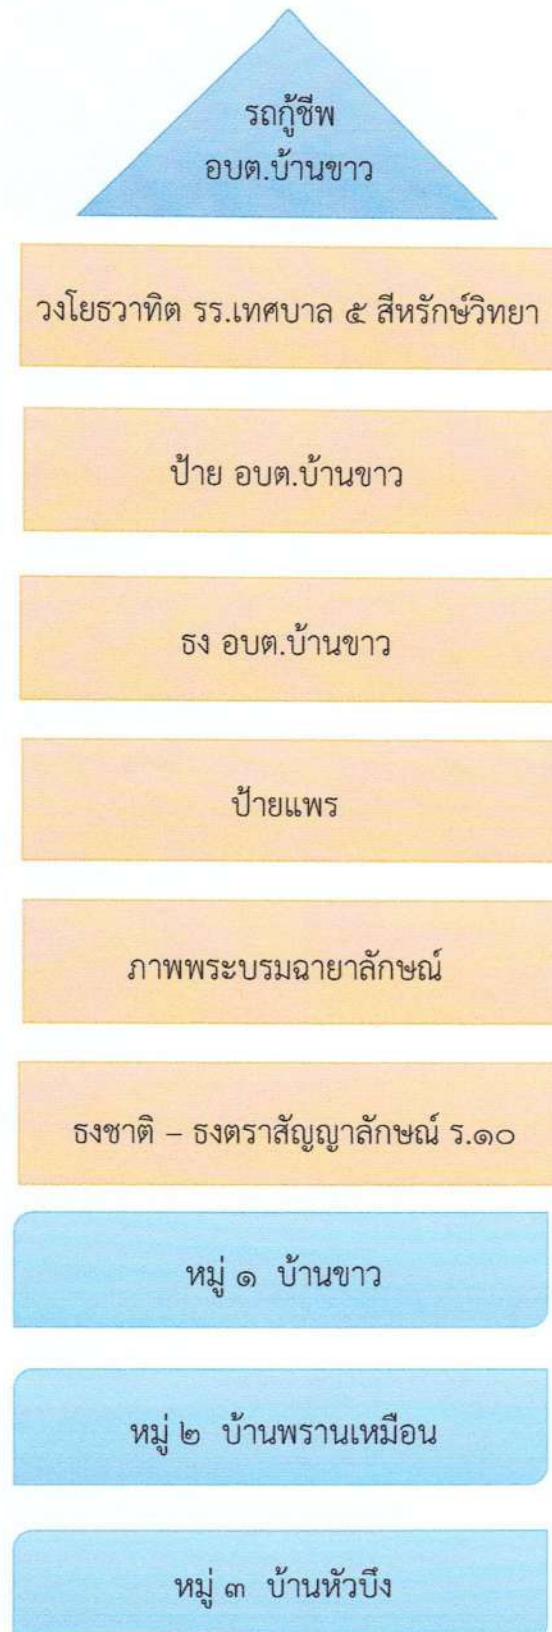 รถกู้ชีพ
อบต.บ้านขาว
วงโยธวาทิต รร.เทศบาล ๕ สีหรักษ์วิทยา
ป้าย อบต.บ้านขาว
ธง อบต.บ้านขาว
ป้ายแพร
ภาพพระบรมฉายาลักษณ์
ธงชาติ – ธงตราสัญญาลักษณ์ ร.๑๐
หมู่ ๑ บ้านขาว
หมู่ ๒ บ้านพรานเหมือน
หมู่ ๓ บ้านหัวบึง